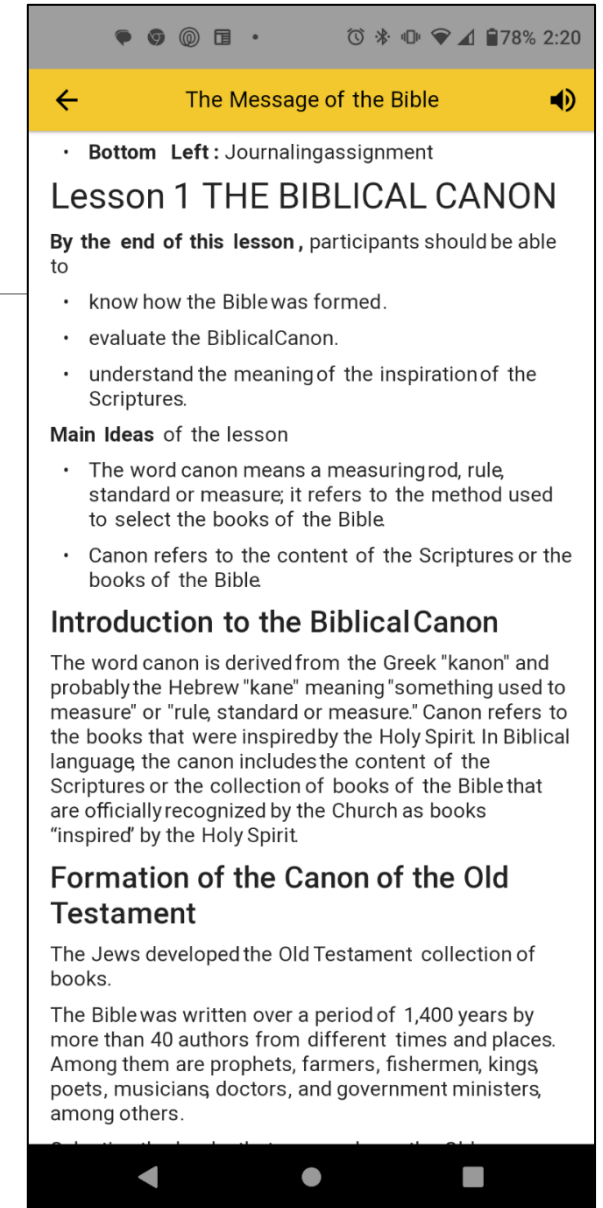 78% 2:20
The Message of the Bible
• Bottom Left : Journalingassignment
Lesson 1 THE BIBLICAL CANON
By the end of this lesson , participants should be able
to
• know how the Bible was formed.
• evaluate the BiblicalCanon.
• understand the meaning of the inspiration of the
Scriptures.
Main Ideas of the lesson
• The word canon means a measuring rod, rule,
standard or measure; it refers to the method used
to select the books of the Bible.
• Canon refers to the content of the Scriptures or the
books of the Bible.
Introduction to the Biblical Canon
The word canon is derived from the Greek "kanon" and
probably the Hebrew "kane" meaning "something used to
measure" or "rule, standard or measure." Canon refers to
the books that were inspired by the Holy Spirit. In Biblical
language, the canon includes the content of the
Scriptures or the collection of books of the Bible that
are officially recognized by the Church as books
“inspired” by the Holy Spirit.
Formation of the Canon of the Old
Testament
The Jews developed the Old Testament collection of
books.
The Bible was written over a period of 1,400 years by
more than 40 authors from different times and places.
Among them are prophets, farmers, fishermen, kings,
poets, musicians, doctors, and government ministers,
among others.